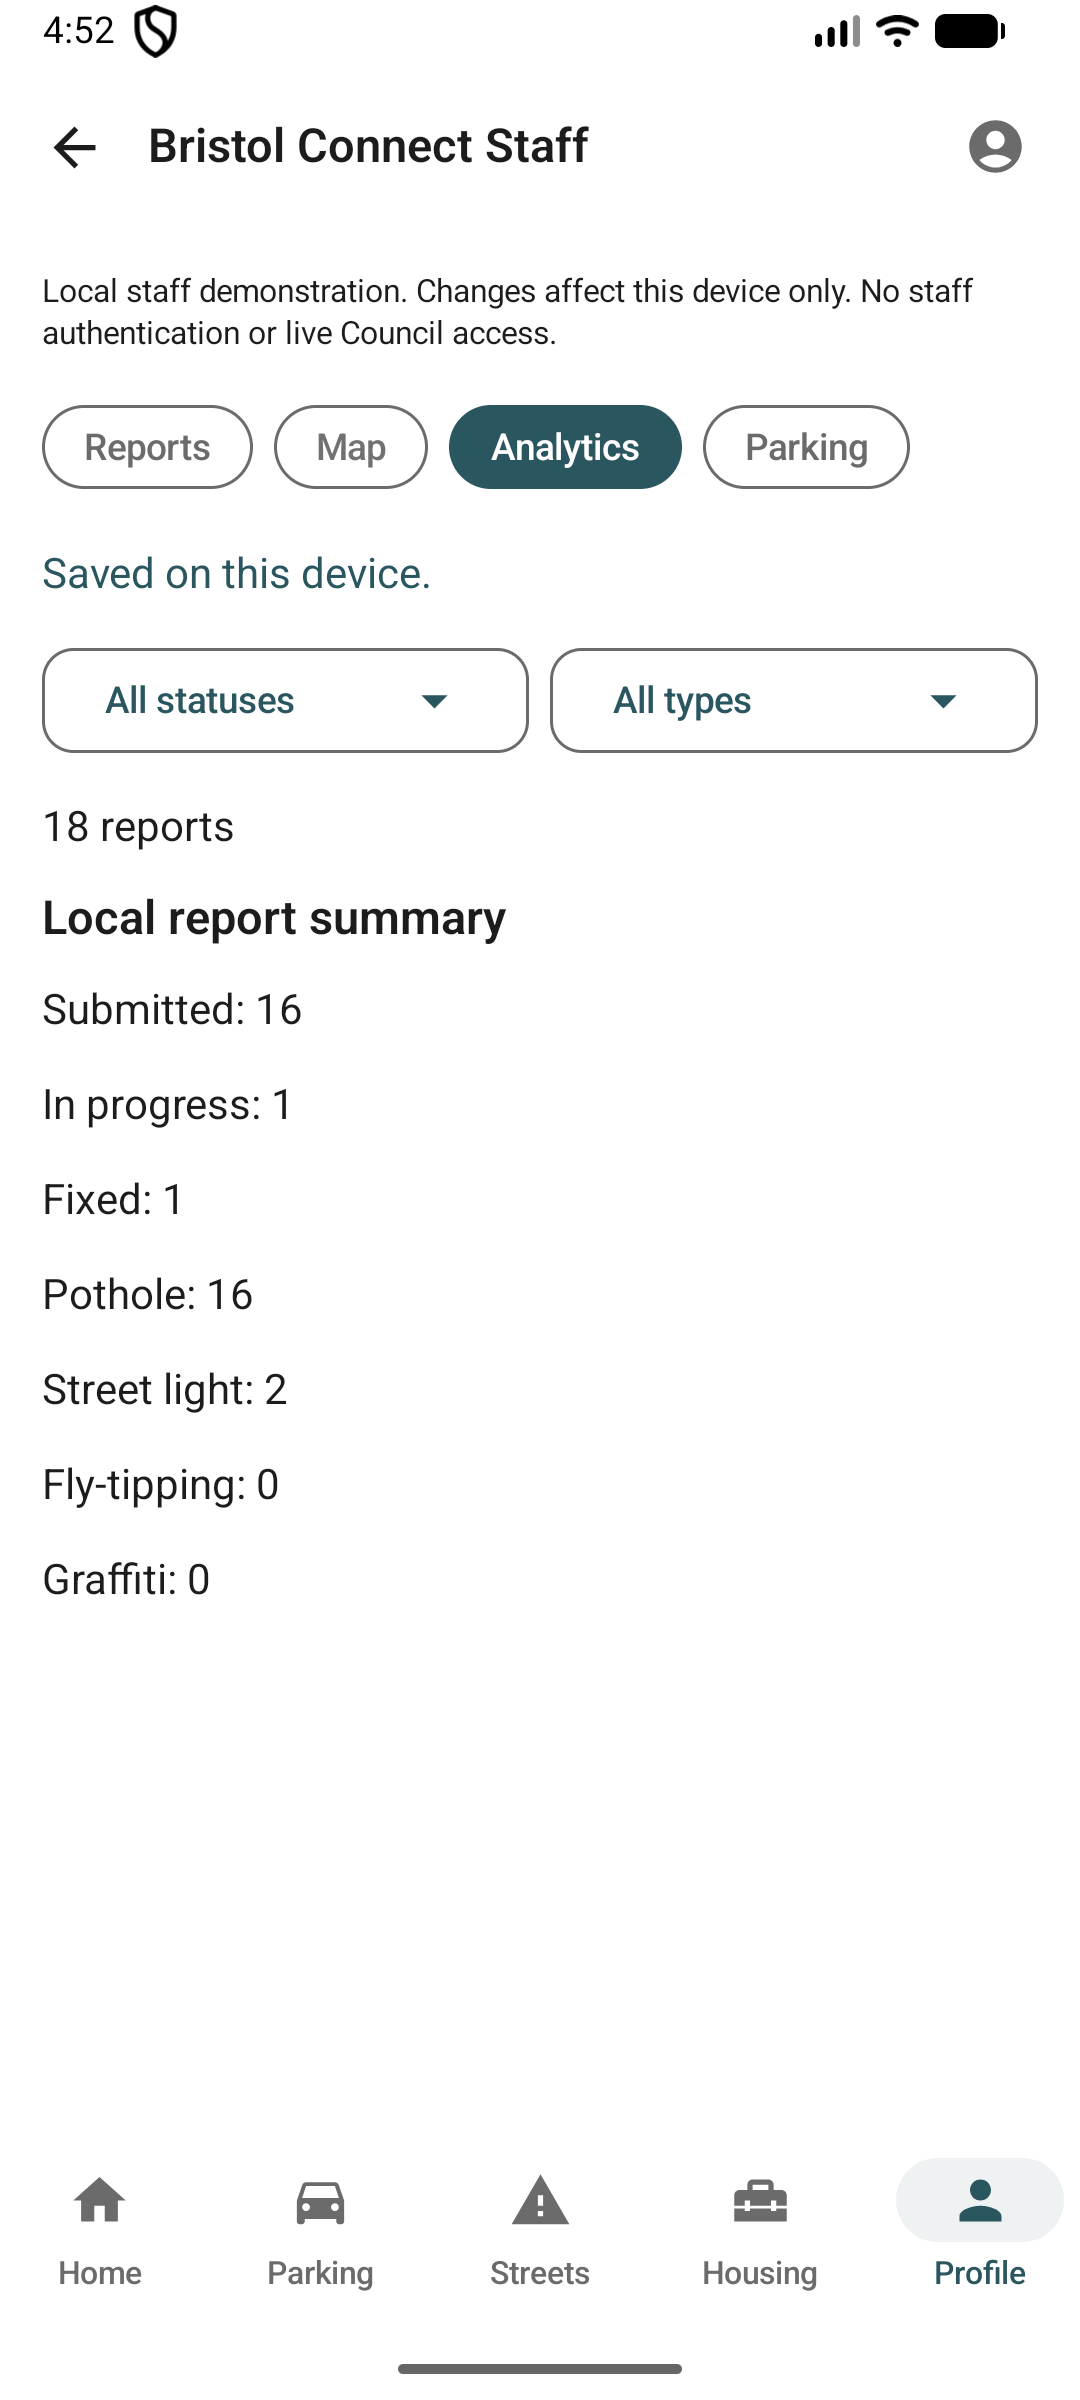 4:52
Bristol Connect Staff
Local staff demonstration. Changes affect this device only. No staff
authentication or live Council access.
Reports
Map
Analytics
Parking
Saved on this device.
All statuses
All types
18 reports
Local report summary
Submitted: 16
In progress: 1
Fixed: 1
Pothole: 16
Street light: 2
Fly-tipping: 0
Graffiti: 0
Home
Parking
Streets
Housing
Profile